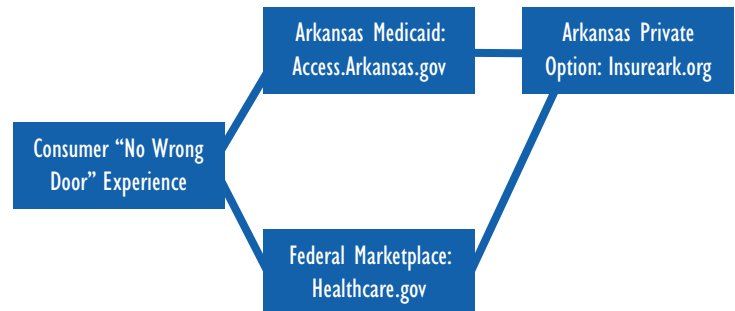 Arkansas Medicaid:
Access.Arkansas.gov
Arkansas Private
Option: Insureark.org
Consumer “No Wrong
Door” Experience
Federal Marketplace:
Healthcare.gov